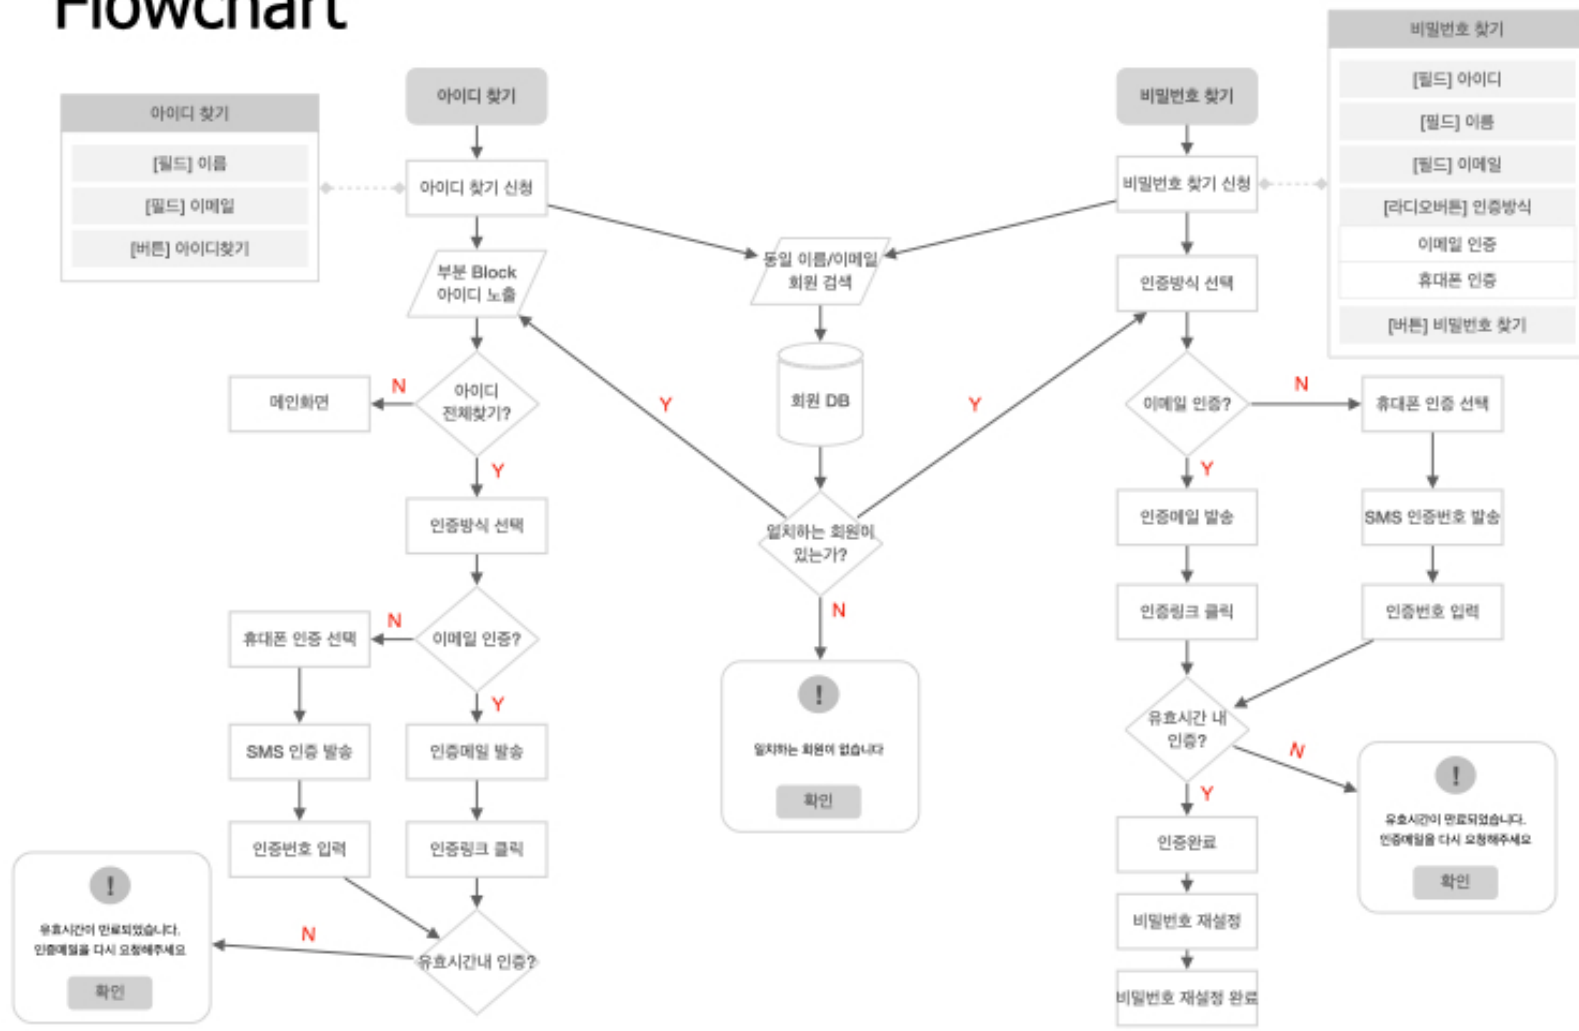 Flowchart
아이디 찾기
[필드] 이름
[필드] 이메일
[버튼] 아이디찾기
아이디 찾기
아이디 찾기 신청
부분 Block
아이디 노출
아이디
전체찾기?
N
메인화면
Y
인증방식 선택
이메일 인증?
N
휴대폰 인증 선택
Y
SMS 인증 발송
인증메일 발송
인증번호 입력
인증링크 클릭
유효시간내 인증?
N
!
유효시간이 만료되었습니다.
인증메일을 다시 요청해주세요
확인
동일 이름/이메일
회원 검색
회원 DB
Y
Y
일치하는 회원이
있는가?
N
!
일치하는 회원이 없습니다
확인
비밀번호 찾기
비밀번호 찾기 신청
인증방식 선택
이메일 인증?
N
휴대폰 인증 선택
Y
인증메일 발송
SMS 인증번호 발송
인증링크 클릭
인증번호 입력
유효시간 내
인증?
N
Y
!
유효시간이 만료되었습니다.
인증메일을 다시 요청해주세요
확인
인증완료
비밀번호 재설정
비밀번호 재설정 완료
비밀번호 찾기
[필드] 아이디
[필드] 이름
[필드] 이메일
[라디오버튼] 인증방식
이메일 인증
휴대폰 인증
[버튼] 비밀번호 찾기